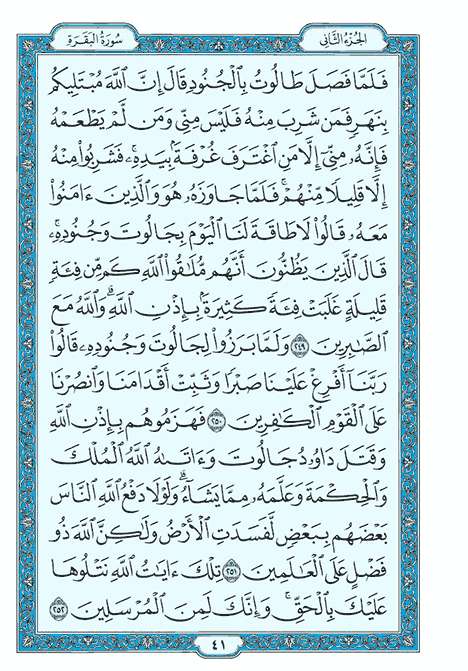 الجُزءُ الثَّانِى
سُورَةُ البَقَرَةِ
فَلَمَّا فَصَلَ طَالُوتُ بِٱلْجُنُودِ قَالَ إِنَّ ٱللَّهَ مُبْتَلِيكُم
بِنَهَرٍ فَمَن شَرِبَ مِنْهُ فَلَيْسَ مِنِّى وَمَن لَّمْ يَطْعَمْهُ
فَإِنَّهُۥ مِنِّىٓ إِلَّا مَنِ ٱغْتَرَفَ غُرْفَةَۢ بِيَدِهِۦۚ فَشَرِبُوا۟ مِنْهُ
إِلَّا قَلِيلًا مِّنْهُمْۚ فَلَمَّا جَاوَزَهُۥ هُوَ وَٱلَّذِينَ ءَامَنُوا۟
مَعَهُۥ قَالُوا۟ لَا طَاقَةَ لَنَا ٱلْيَوْمَ بِجَالُوتَ وَجُنُودِهِۦۚ
قَالَ ٱلَّذِينَ يَظُنُّونَ أَنَّهُم مُّلَٰقُوا۟ ٱللَّهِ كَم مِّن فِئَةٍ
قَلِيلَةٍ غَلَبَتْ فِئَةً كَثِيرَةَۢ بِإِذْنِ ٱللَّهِۗ وَٱللَّهُ مَعَ
ٱلصَّٰبِرِينَ ٢٤٩ وَلَمَّا بَرَزُوا۟ لِجَالُوتَ وَجُنُودِهِۦ قَالُوا۟
رَبَّنَآ أَفْرِغْ عَلَيْنَا صَبْرًا وَثَبِّتْ أَقْدَامَنَا وَٱنصُرْنَا
عَلَى ٱلْقَوْمِ ٱلْكَٰفِرِينَ ٢٥٠ فَهَزَمُوهُم بِإِذْنِ ٱللَّهِ
وَقَتَلَ دَاوُۥدُ جَالُوتَ وَءَاتَىٰهُ ٱللَّهُ ٱلْمُلْكَ
وَٱلْحِكْمَةَ وَعَلَّمَهُۥ مِمَّا يَشَآءُۗ وَلَوْلَا دَفْعُ ٱللَّهِ ٱلنَّاسَ
بَعْضَهُم بِبَعْضٍ لَّفَسَدَتِ ٱلْأَرْضُ وَلَٰكِنَّ ٱللَّهَ ذُو
فَضْلٍ عَلَى ٱلْعَٰلَمِينَ ٢٥١ تِلْكَ ءَايَٰتُ ٱللَّهِ نَتْلُوهَا
عَلَيْكَ بِٱلْحَقِّۚ وَإِنَّكَ لَمِنَ ٱلْمُرْسَلِينَ ٢٥٢
٤١